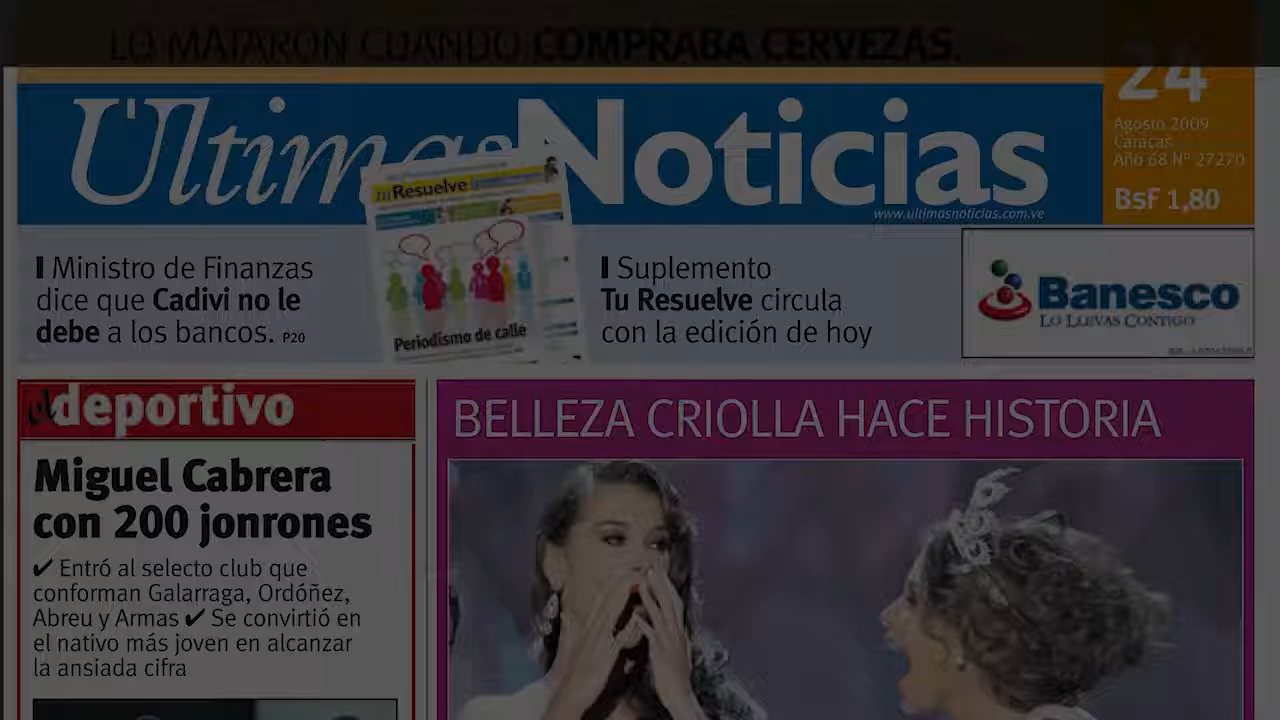 LO MATARON CUANDO COMPRABA CERVEZAS.
24
Últimas Noticias
Agosto 2009
Caracas
Año 68 Nº 27270
BsF 1,80
www.ultimasnoticias.com.ve
I Ministro de Finanzas
dice que Cadivi no le
debe a los bancos. P20
tu Resuelve
Periodismo de calle
I Suplemento
Tu Resuelve circula
con la edición de hoy
Banesco
LO LLEVAS CONTIGO
el deportivo
Miguel Cabrera
con 200 jonrones
✔ Entró al selecto club que
conforman Galarraga, Ordóñez,
Abreu y Armas ✔ Se convirtió en
el nativo más joven en alcanzar
la ansiada cifra
BELLEZA CRIOLLA HACE HISTORIA